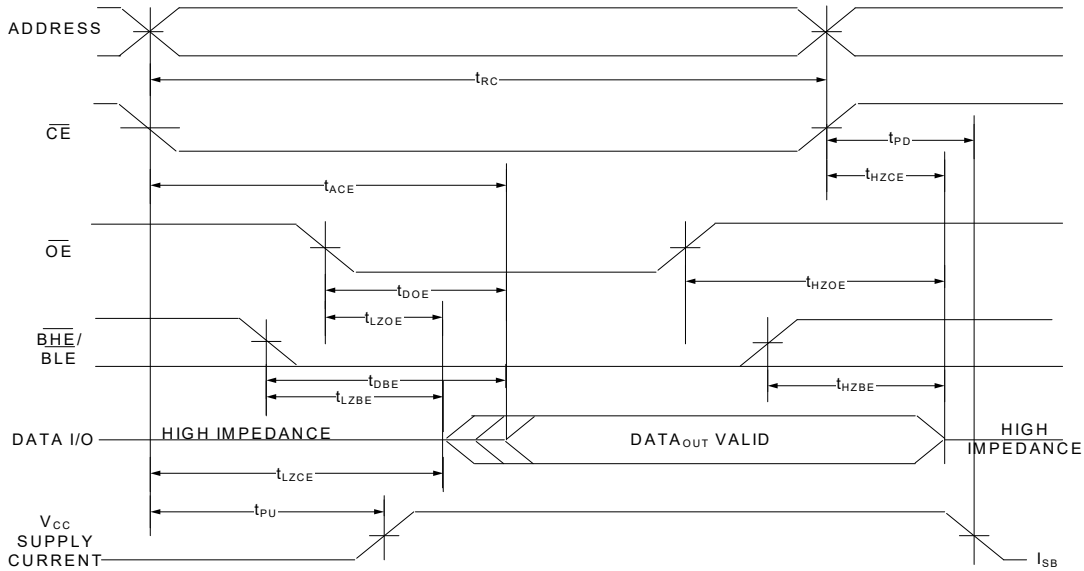 ADDRESS
tRC
CE
tPD
tHZCE
tACE
OE
tDOE
tHZOE
tLZOE
BHE/
BLE
tDBE
tHZBE
tLZBE
DATA I/O
HIGH IMPEDANCE
DATAOUT VALID
HIGH
IMPEDANCE
tLZCE
tPU
VCC
SUPPLY
CURRENT
ISB